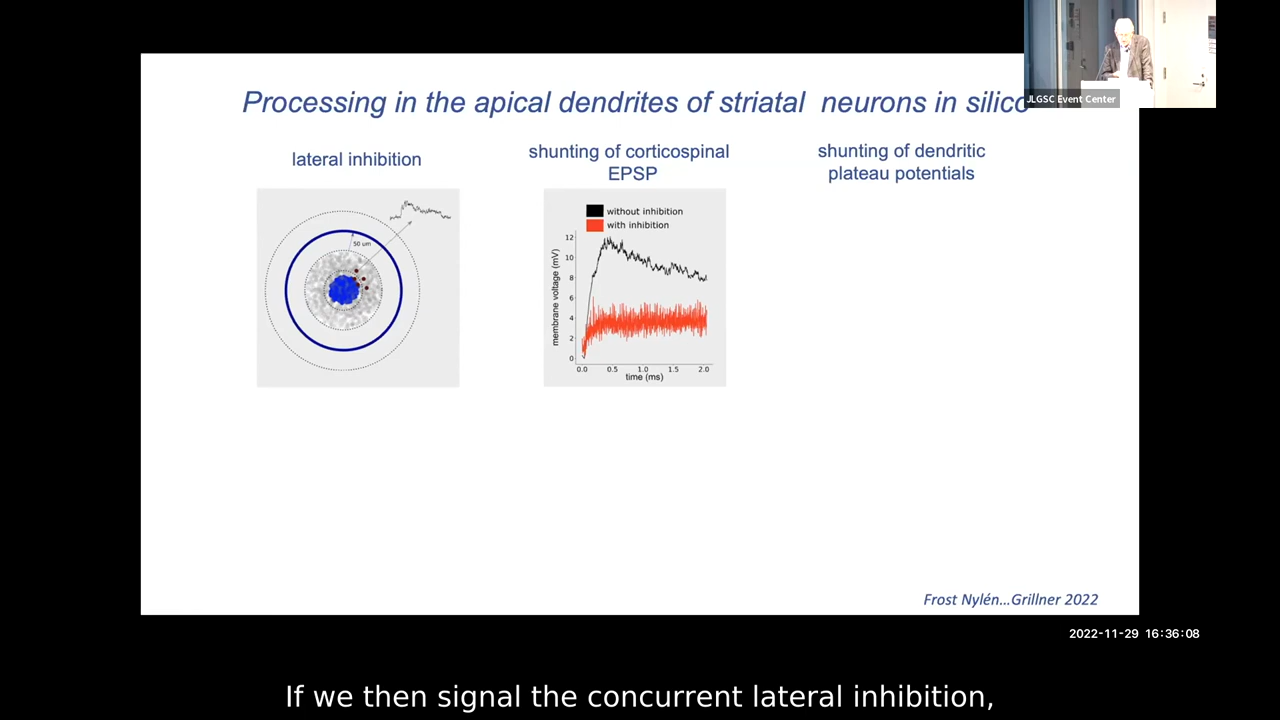 Processing in the apical dendrites of striatal neurons in silico
JLGSC Event Center
lateral inhibition
shunting of corticospinal
EPSP
shunting of dendritic
plateau potentials
50 um
without inhibition
with inhibition
membrane voltage (mV)
12
10
8
6
4
2
0
0.0 0.5 1.0 1.5 2.0
time (ms)
Frost Nylén...Grillner 2022
2022-11-29 16:36:08
If we then signal the concurrent lateral inhibition,